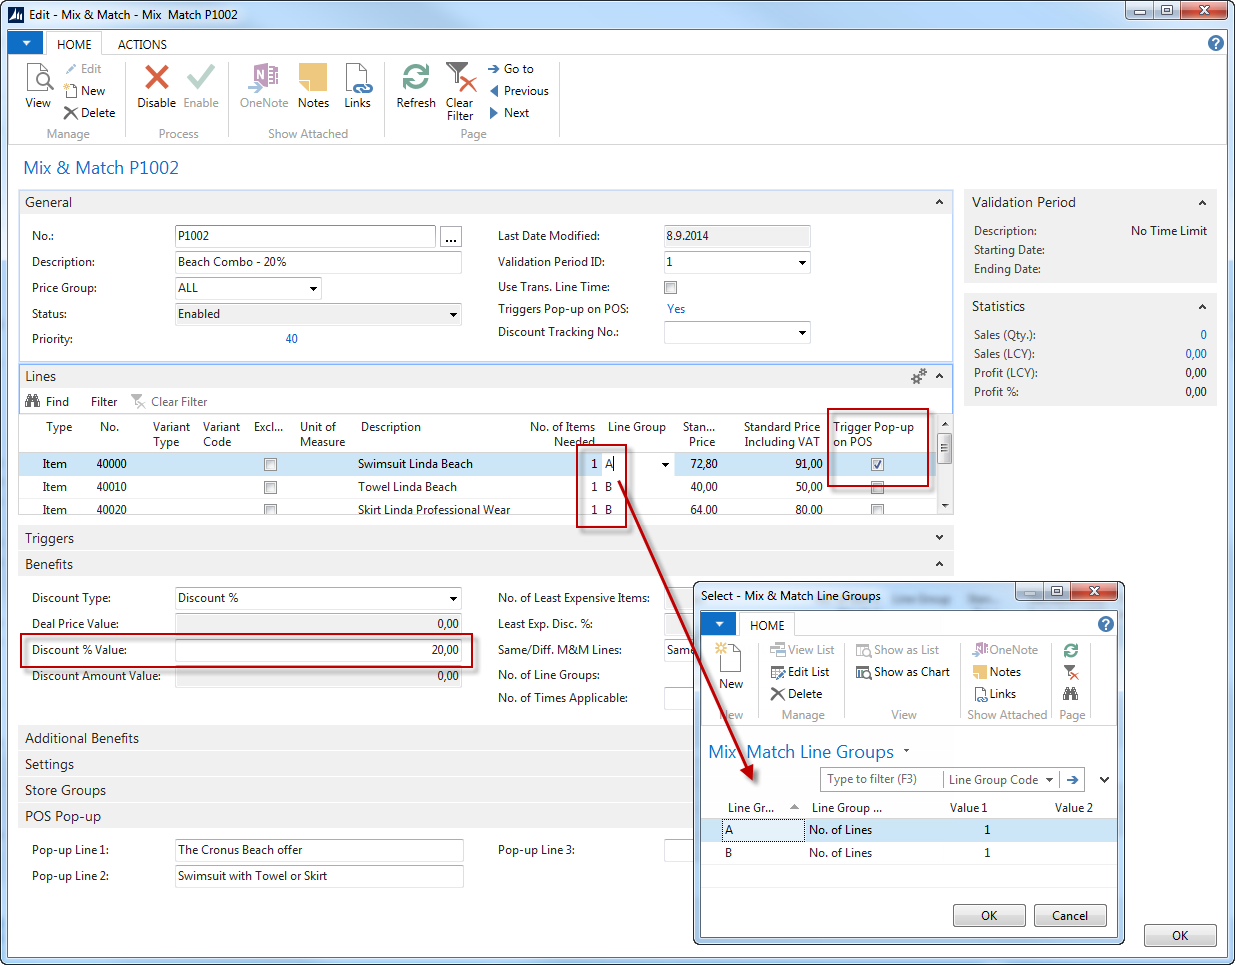 Edit - Mix & Match - Mix  Match P1002
HOME
ACTIONS
View
Edit
New
Delete
Manage
Disable
Enable
Process
OneNote
Notes
Links
Show Attached
Refresh
Clear
Filter
Go to
Previous
Next
Page
Mix & Match P1002
General
No.:
P1002
...
Description:
Beach Combo - 20%
Price Group:
ALL
Status:
Enabled
Priority:
40
Last Date Modified:
8.9.2014
Validation Period ID:
1
Use Trans. Line Time:
Triggers Pop-up on POS:
Yes
Discount Tracking No.:
Validation Period
Description:
No Time Limit
Starting Date:
Ending Date:
Statistics
Sales (Qty.):
0
Sales (LCY):
0,00
Profit (LCY):
0,00
Profit %:
0,00
Lines
Find
Filter
Clear Filter
Type
No.
Variant Type
Variant Code
Excl...
Unit of Measure
Description
No. of Items Needed
Line Group
Stan... Price
Standard Price Including VAT
Trigger Pop-up on POS
Item 40000 Swimsuit Linda Beach 1 A 72,80 91,00
Item 40010 Towel Linda Beach 1 B 40,00 50,00
Item 40020 Skirt Linda Professional Wear 1 B 64,00 80,00
Triggers
Benefits
Discount Type:
Discount %
Deal Price Value:
0,00
Discount % Value:
20,00
Discount Amount Value:
0,00
No. of Least Expensive Items:
Least Exp. Disc. %:
Same/Diff. M&M Lines:
Same
No. of Line Groups:
No. of Times Applicable:
Additional Benefits
Settings
Store Groups
POS Pop-up
Pop-up Line1:
The Cronus Beach offer
Pop-up Line2:
Swimsuit with Towel or Skirt
Pop-up Line 3:
Select - Mix & Match Line Groups
HOME
New
View List
Edit List
Delete
Manage
Show as List
Show as Chart
View
OneNote
Notes
Links
Show Attached
Page
Mix  Match Line Groups
Type to filter (F3)
Line Group Code
Line Gr...
Line Group ...
Value 1
Value 2
A No. of Lines 1
B No. of Lines 1
OK
Cancel
OK